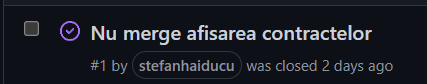 Nu merge afisarea contractelor
#1 by stefanhaiducu was closed 2 days ago